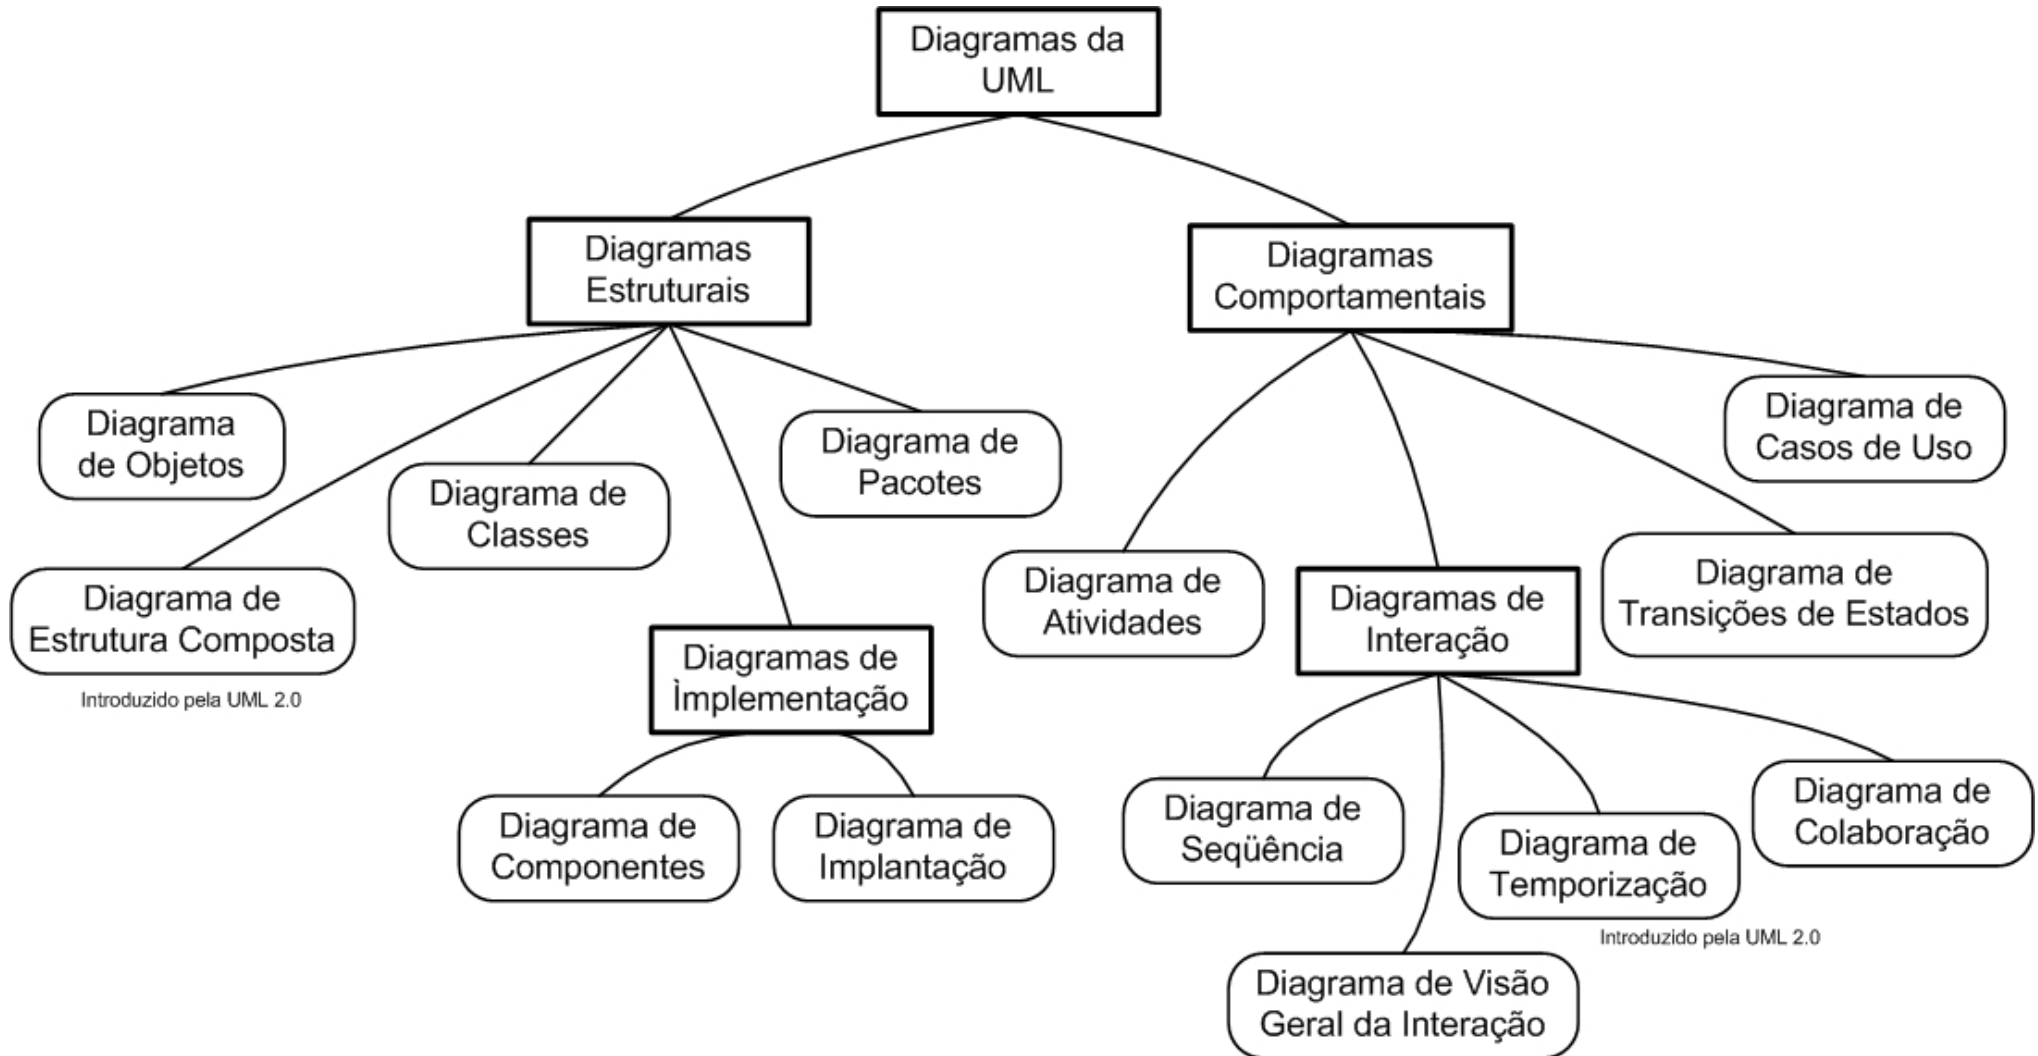 Diagramas da
UML
Diagramas
Estruturais
Diagramas
Comportamentais
Diagrama
de Objetos
Diagrama de
Classes
Diagrama de
Pacotes
Diagrama de
Casos de Uso
Diagrama de
Estrutura Composta
Introduzido pela UML 2.0
Diagramas de
Ìmplementação
Diagrama de
Atividades
Diagramas de
Interação
Diagrama de
Transições de Estados
Diagrama de
Componentes
Diagrama de
Implantação
Diagrama de
Seqüência
Diagrama de
Temporização
Introduzido pela UML 2.0
Diagrama de
Colaboração
Diagrama de Visão
Geral da Interação